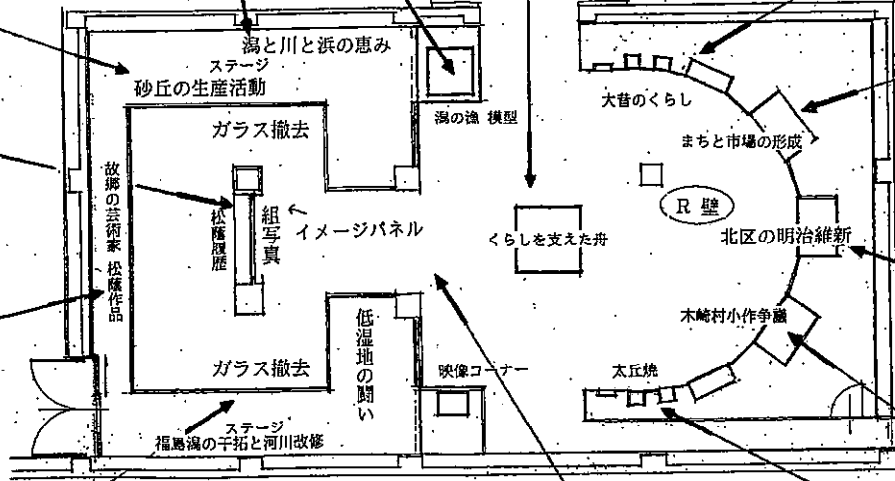 潟と川と浜の恵み
ステージ
砂丘の生産活動
ガラス撤去
潟の漁 模型
大昔のくらし
まちと市場の形成
故郷の芸術家 松蔭作品
松蔭履歴
組写真
イメージパネル
くらしを支えた舟
R 壁
北区の明治維新
木崎村小作争議
低湿地の闘い
ガラス撤去
映像コーナー
太丘焼
ステージ
福島潟の干拓と河川改修